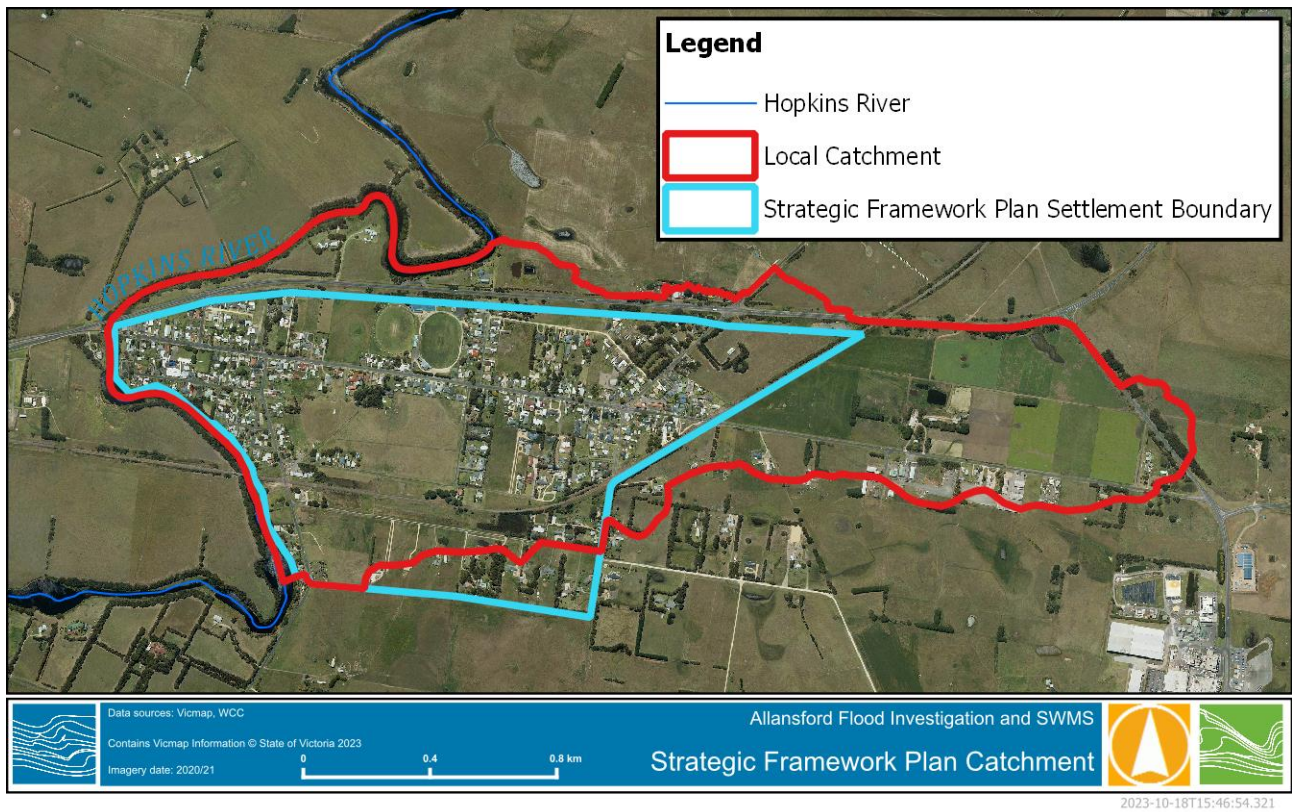 Legend
Hopkins River
Local Catchment
Strategic Framework Plan Settlement Boundary
HOPKINS RIVER
Data sources: Vicmap, WCC
Contains Vicmap Information © State of Victoria 2023
Imagery date: 2020/21
0 0.4 0.8 km
Allansford Flood Investigation and SWMS
Strategic Framework Plan Catchment
2023-10-18T15:46:54.321